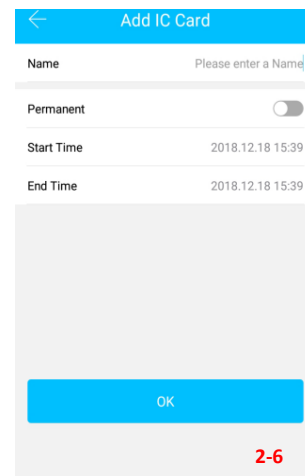 Add IC Card
Name Please enter a Name
Permanent
Start Time 2018.12.18 15:39
End Time 2018.12.18 15:39
OK
2-6